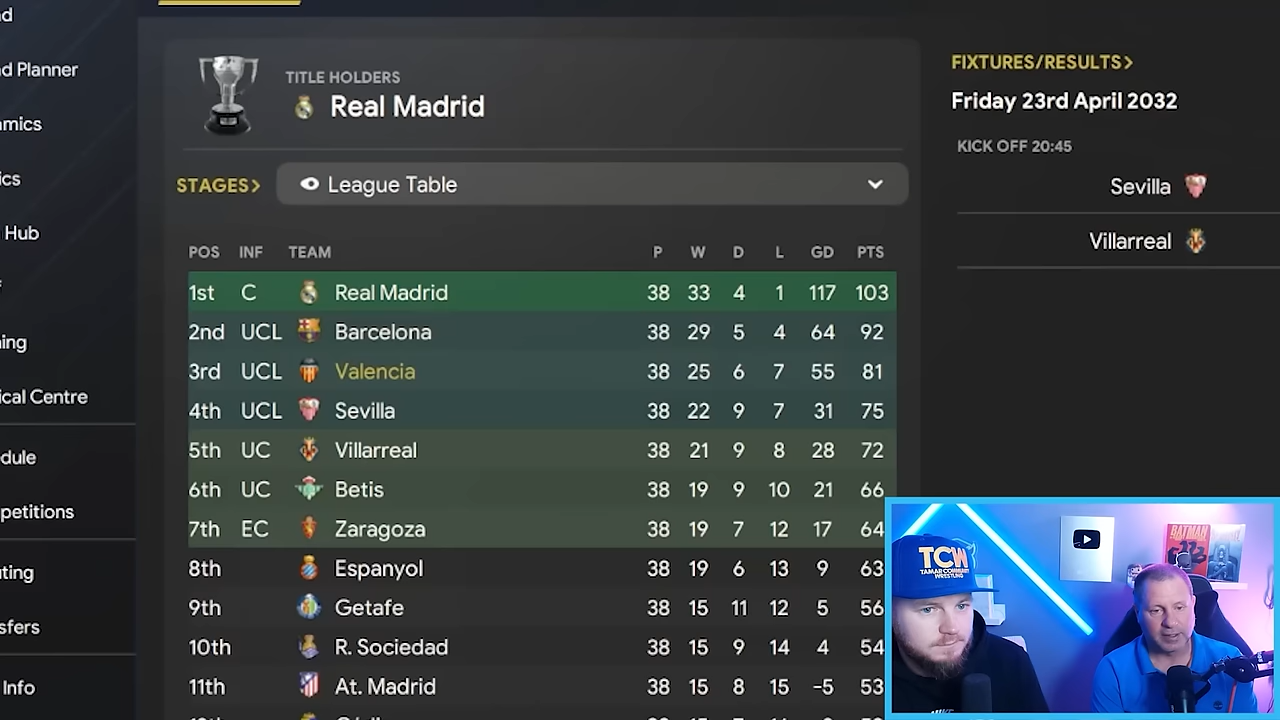 d
d Planner
amics
ics
Hub
ing
ical Centre
dule
petitions
ting
sfers
Info
TITLE HOLDERS
Real Madrid
STAGES> League Table
POS INF TEAM P W D L GD PTS
1st C Real Madrid 38 33 4 1 117 103
2nd UCL Barcelona 38 29 5 4 64 92
3rd UCL Valencia 38 25 6 7 55 81
4th UCL Sevilla 38 22 9 7 31 75
5th UC Villarreal 38 21 9 8 28 72
6th UC Betis 38 19 9 10 21 66
7th EC Zaragoza 38 19 7 12 17 64
8th Espanyol 38 19 6 13 9 63
9th Getafe 38 15 11 12 5 56
10th R. Sociedad 38 15 9 14 4 54
11th At. Madrid 38 15 8 15 -5 53
FIXTURES/RESULTS>
Friday 23rd April 2032
KICK OFF 20:45
Sevilla
Villarreal
TCW
TAMAR COMMUNITY
WRESTLING
BATMAN